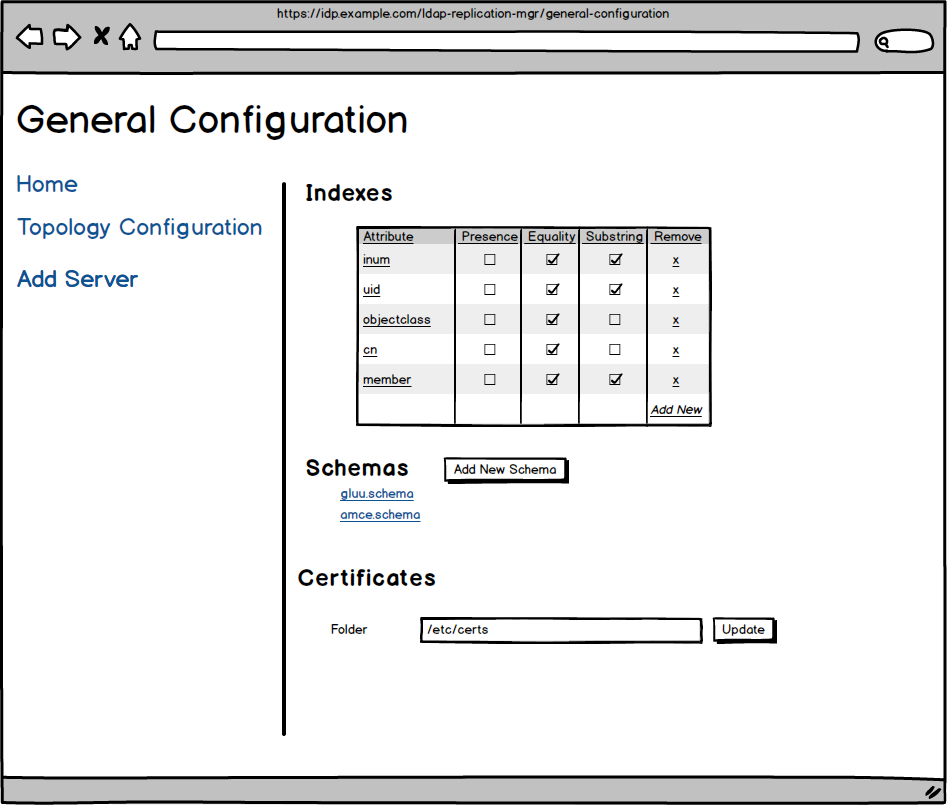 https://idp.example.com/ldap-replication-mgr/general-configuration
General Configuration
Home
Topology Configuration
Add Server
Indexes
Attribute Presence Equality Substring Remove
inum x
uid x
objectclass x
cn x
member x
Add New
Schemas Add New Schema
gluu.schema
amce.schema
Certificates
Folder /etc/certs Update